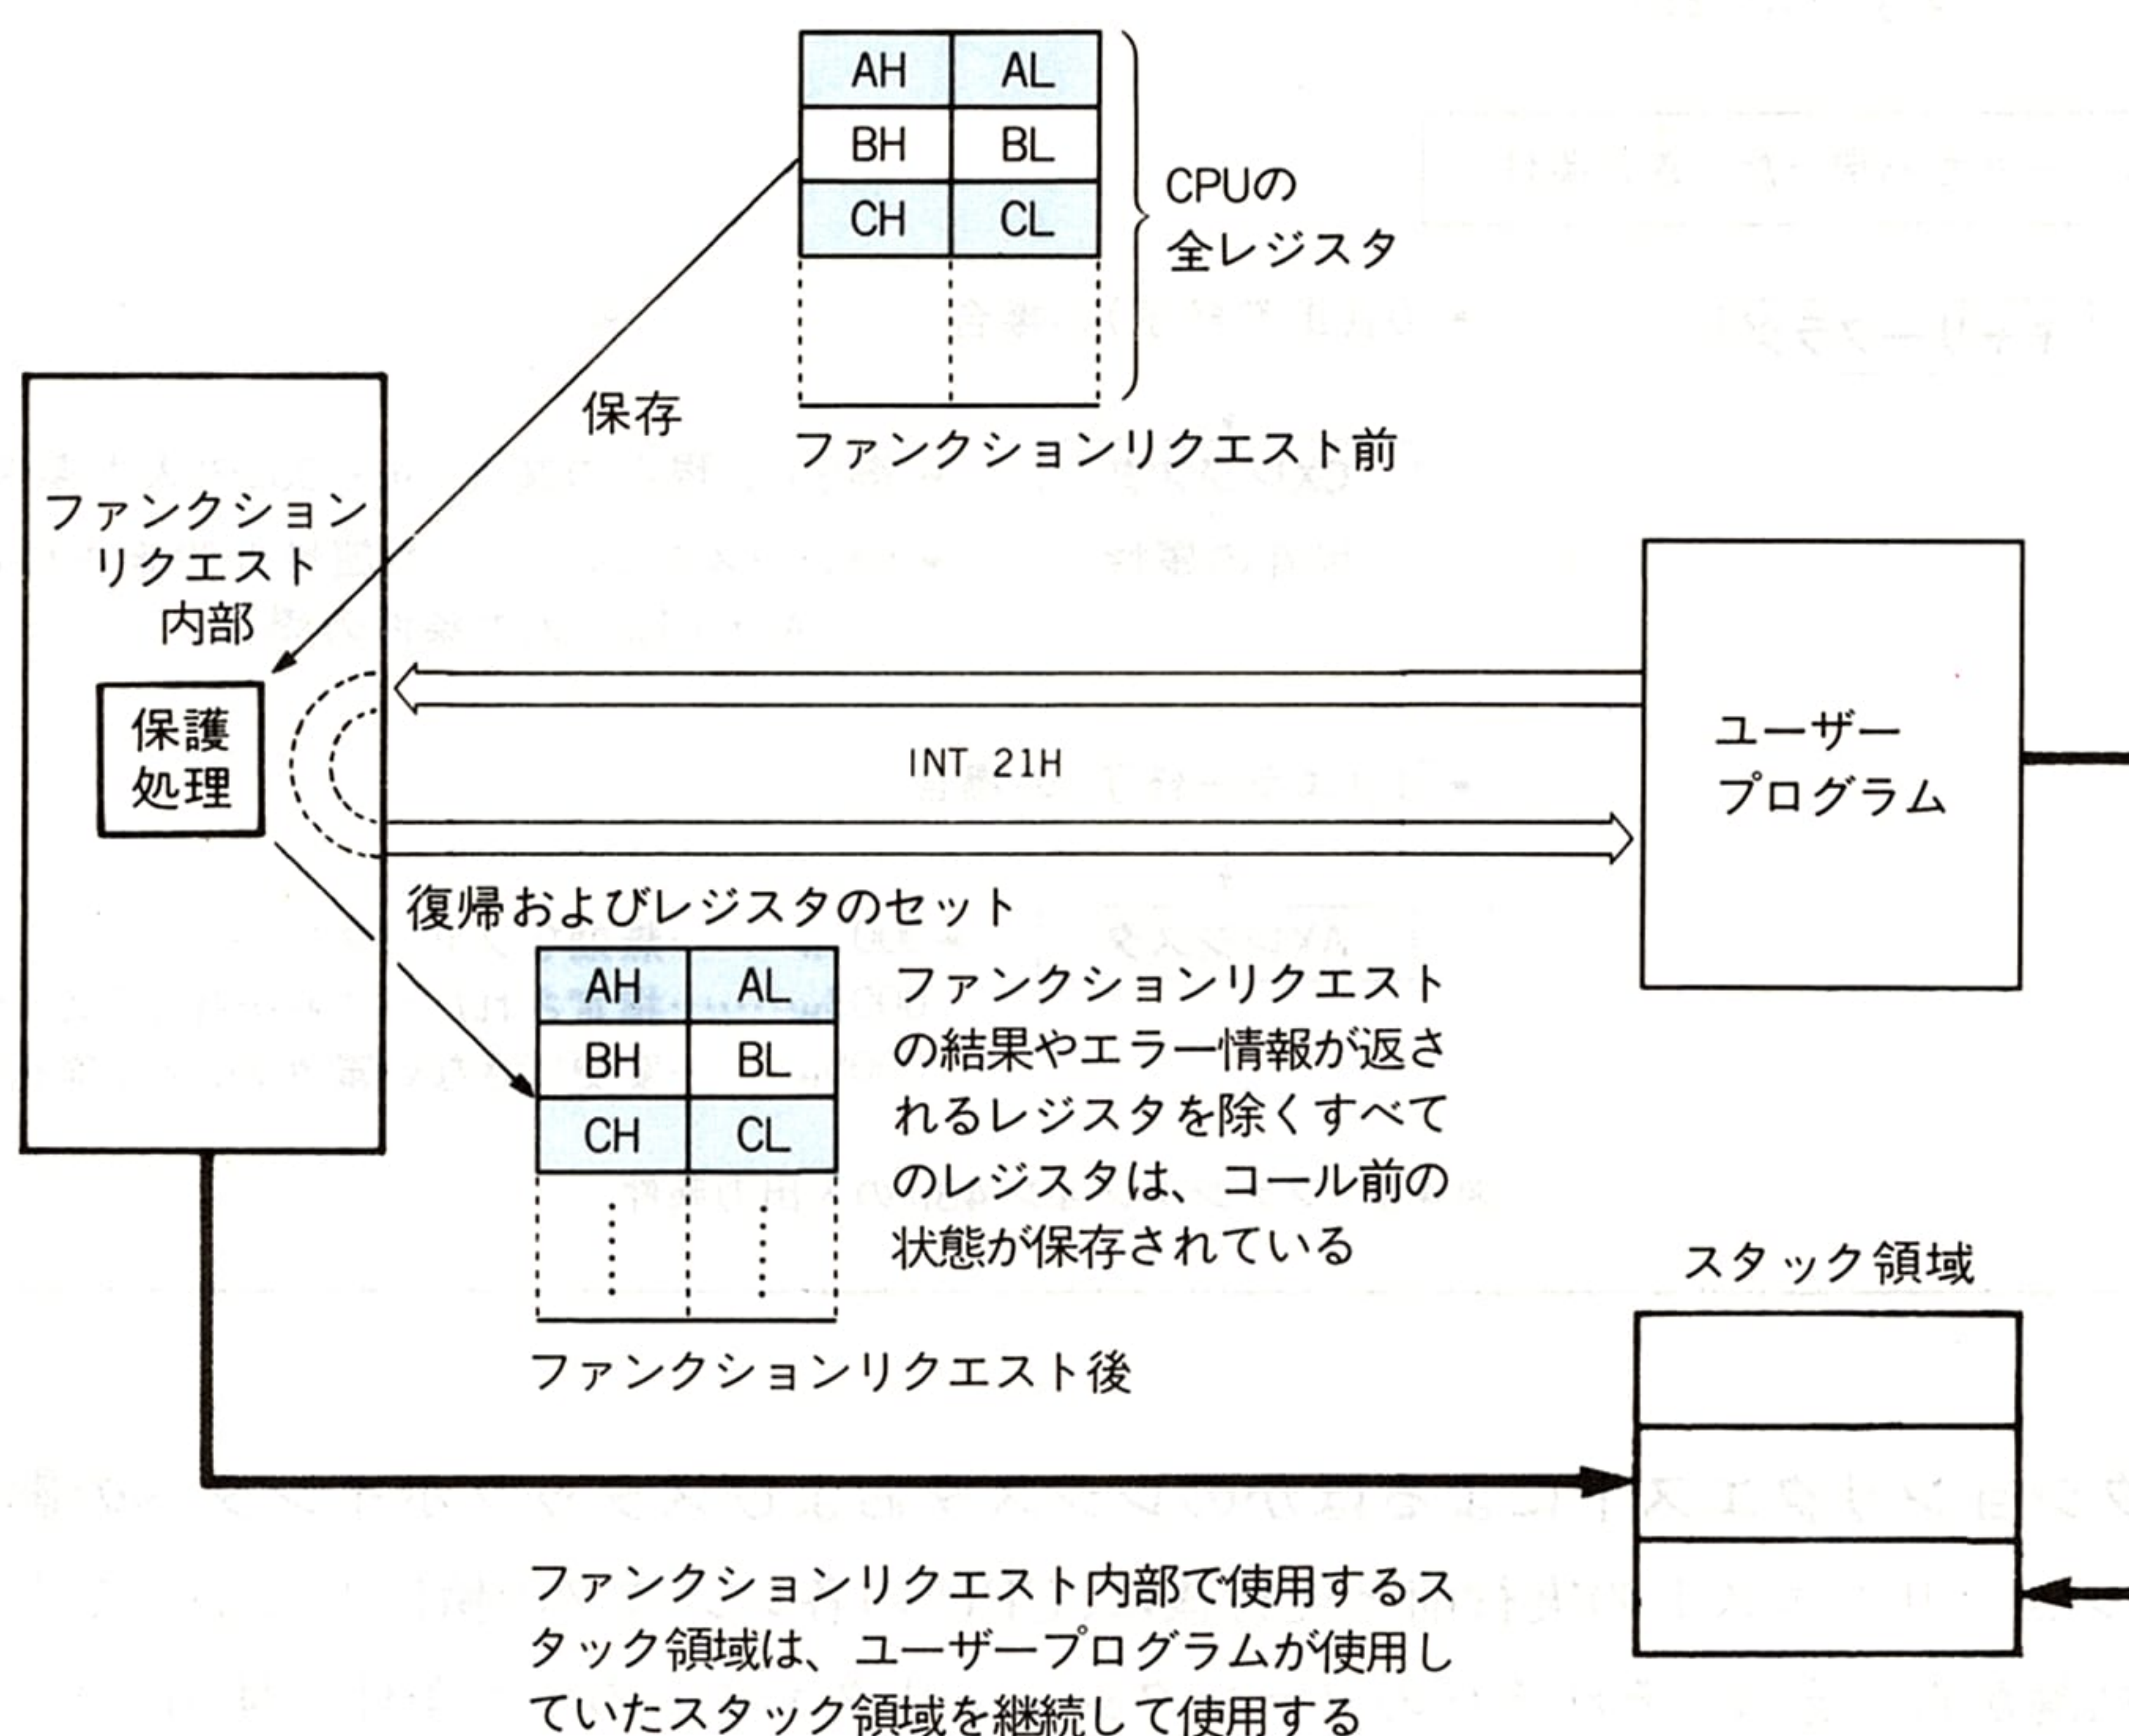 AH AL
BH BL
CH CL
CPUの
全レジスタ
保存
ファンクションリクエスト前
ファンクション
リクエスト
内部
保護
処理
INT 21H
ユーザー
プログラム
復帰およびレジスタのセット
AH AL
BH BL
CH CL
ファンクションリクエスト
の結果やエラー情報が返さ
れるレジスタを除くすべて
のレジスタは、コール前の
状態が保存されている
ファンクションリクエスト後
スタック領域
ファンクションリクエスト内部で使用するス
タック領域は、ユーザープログラムが使用し
ていたスタック領域を継続して使用する